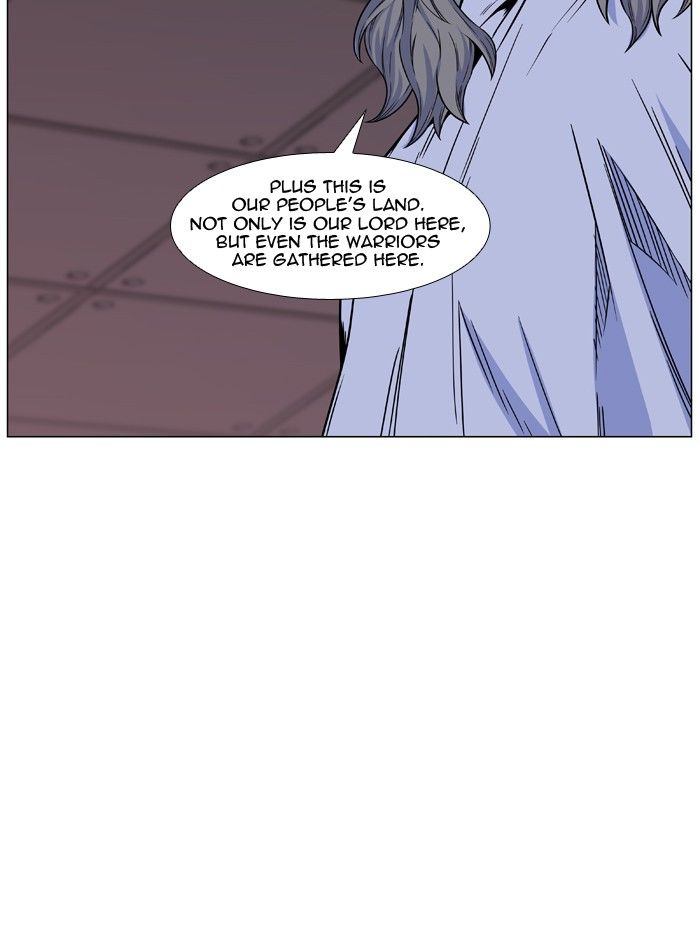 PLUS THIS IS
OUR PEOPLE'S LAND.
NOT ONLY IS OUR LORD HERE,
BUT EVEN THE WARRIORS
ARE GATHERED HERE.